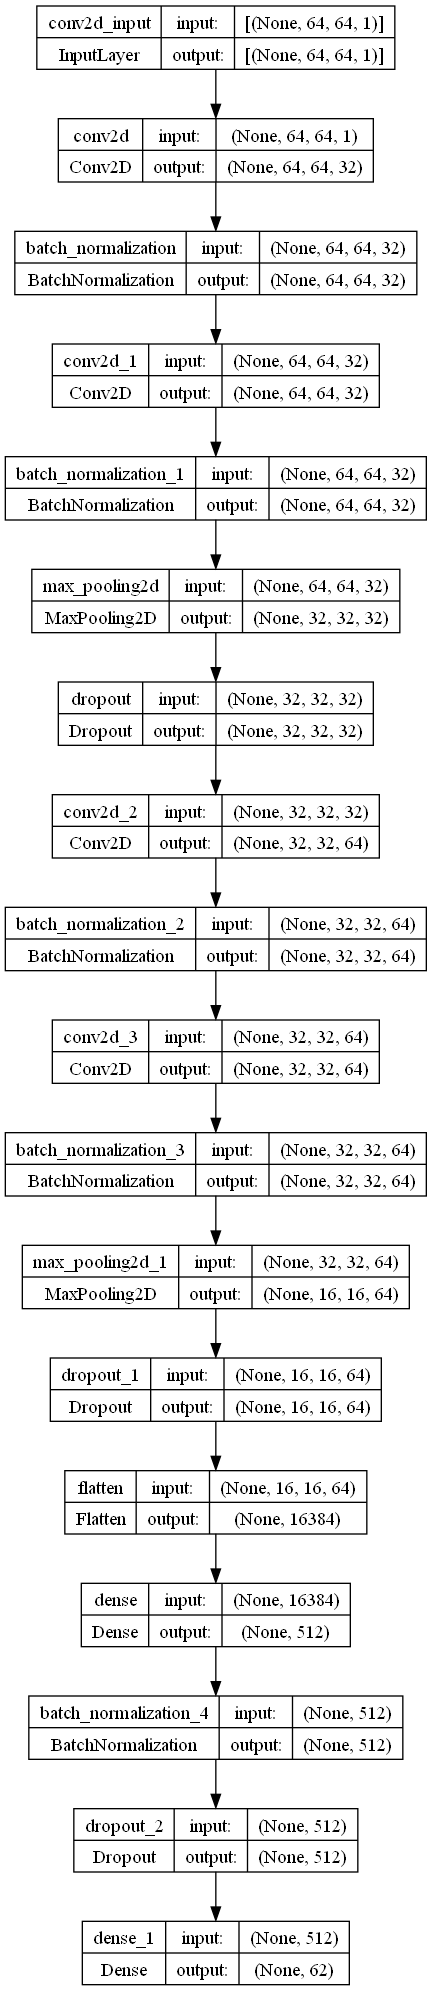 conv2d_input input: [(None, 64, 64, 1)]
InputLayer output: [(None, 64, 64, 1)]
conv2d input: (None, 64, 64, 1)
Conv2D output: (None, 64, 64, 32)
batch_normalization input: (None, 64, 64, 32)
BatchNormalization output: (None, 64, 64, 32)
conv2d_1 input: (None, 64, 64, 32)
Conv2D output: (None, 64, 64, 32)
batch_normalization_1 input: (None, 64, 64, 32)
BatchNormalization output: (None, 64, 64, 32)
max_pooling2d input: (None, 64, 64, 32)
MaxPooling2D output: (None, 32, 32, 32)
dropout input: (None, 32, 32, 32)
Dropout output: (None, 32, 32, 32)
conv2d_2 input: (None, 32, 32, 32)
Conv2D output: (None, 32, 32, 64)
batch_normalization_2 input: (None, 32, 32, 64)
BatchNormalization output: (None, 32, 32, 64)
conv2d_3 input: (None, 32, 32, 64)
Conv2D output: (None, 32, 32, 64)
batch_normalization_3 input: (None, 32, 32, 64)
BatchNormalization output: (None, 32, 32, 64)
max_pooling2d_1 input: (None, 32, 32, 64)
MaxPooling2D output: (None, 16, 16, 64)
dropout_1 input: (None, 16, 16, 64)
Dropout output: (None, 16, 16, 64)
flatten input: (None, 16, 16, 64)
Flatten output: (None, 16384)
dense input: (None, 16384)
Dense output: (None, 512)
batch_normalization_4 input: (None, 512)
BatchNormalization output: (None, 512)
dropout_2 input: (None, 512)
Dropout output: (None, 512)
dense_1 input: (None, 512)
Dense output: (None, 62)